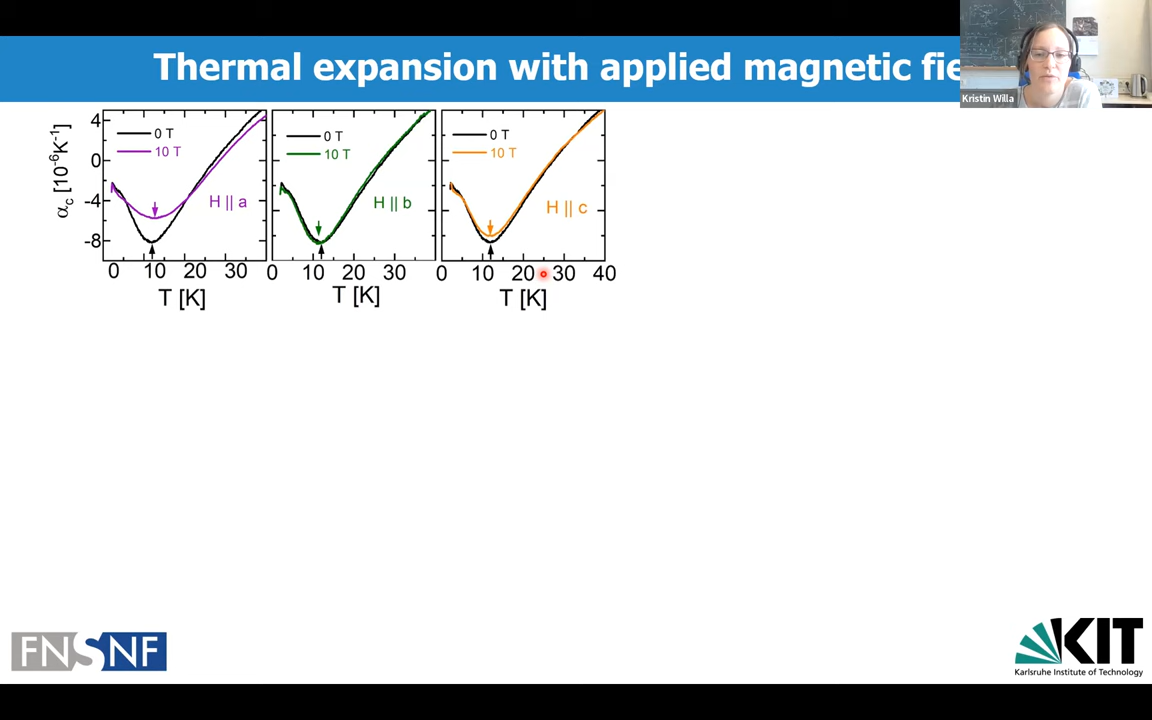 Thermal expansion with applied magnetic fie
Kristin Willa
αc [10-6K-1]
4
0
-4
-8
0 T
10 T
H || a
0 10 20 30
T [K]
0 T
10 T
H || b
0 10 20 30
T [K]
0 T
10 T
H || c
0 10 20 30 40
T [K]
FNSNF
KIT
Karlsruhe Institute of Technology